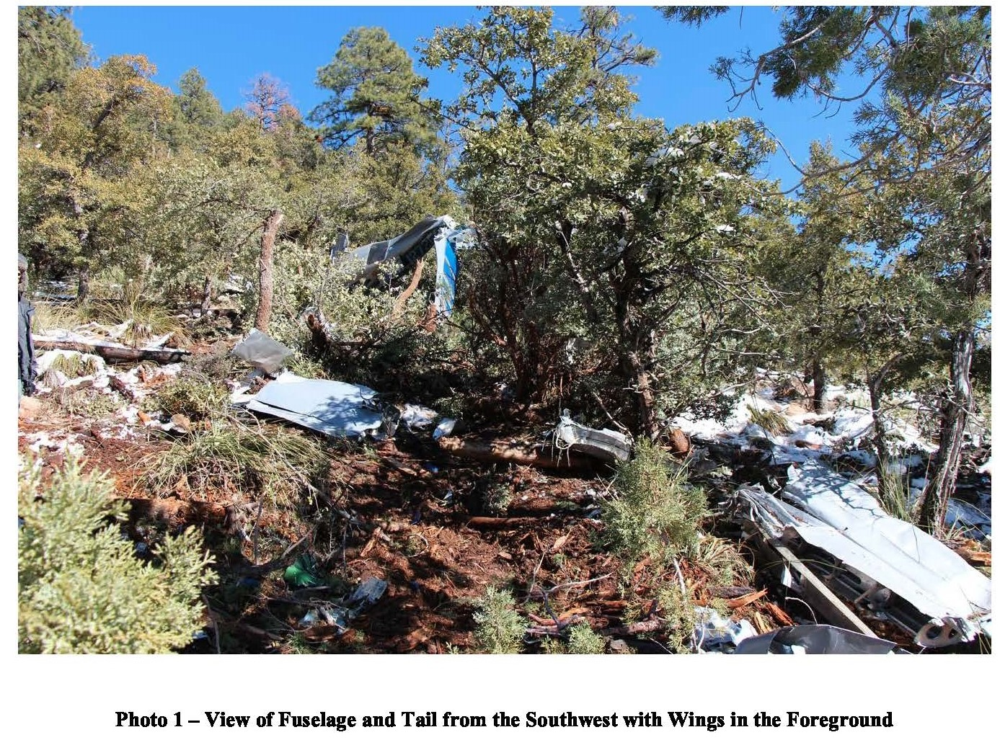 Photo 1 – View of Fuselage and Tail from the Southwest with Wings in the Foreground